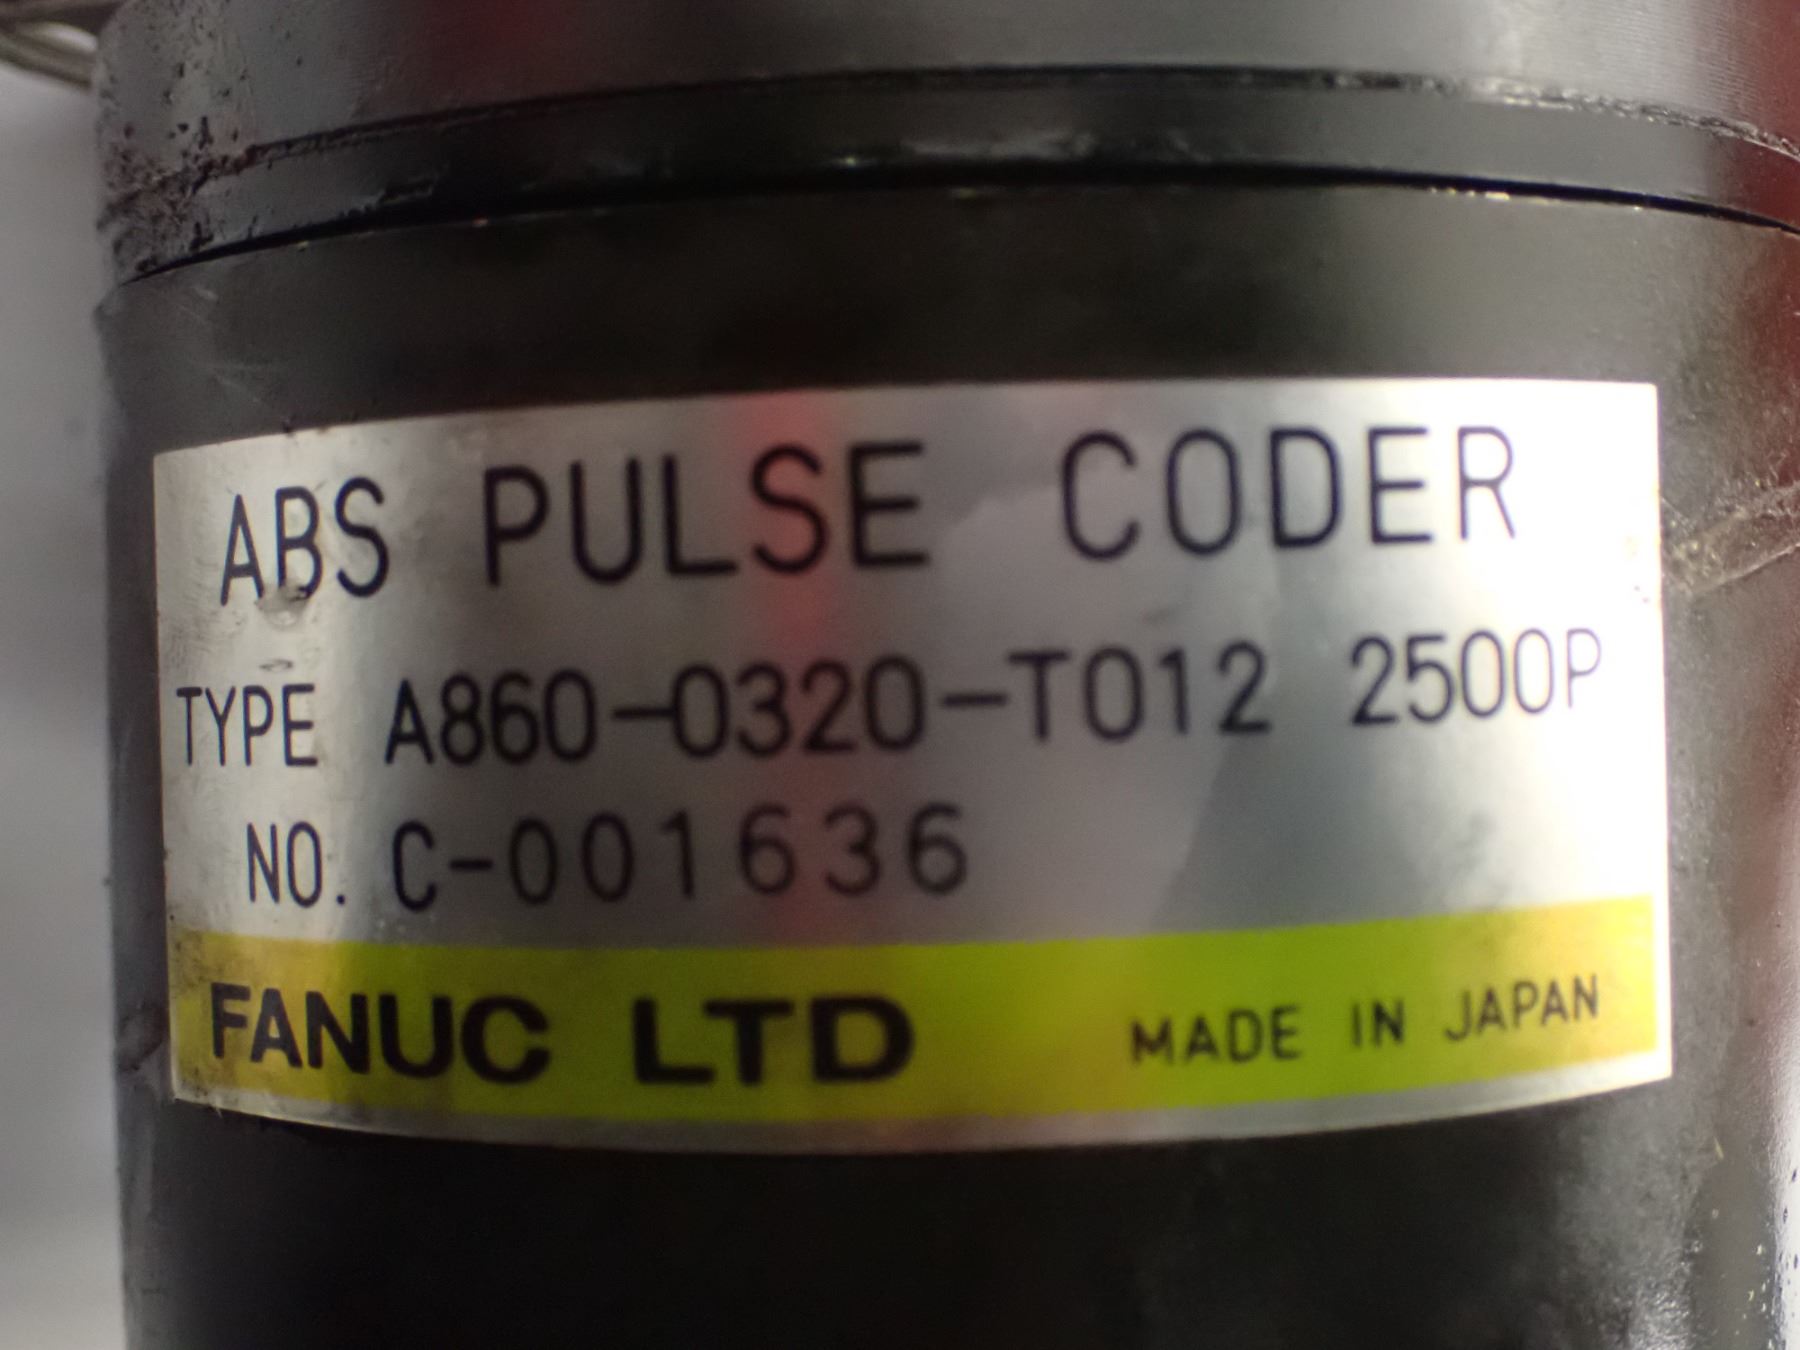 ABS PULSE CODER
TYPE A860-0320-T012 2500P
NO. C-001636
FANUC LTD MADE IN JAPAN